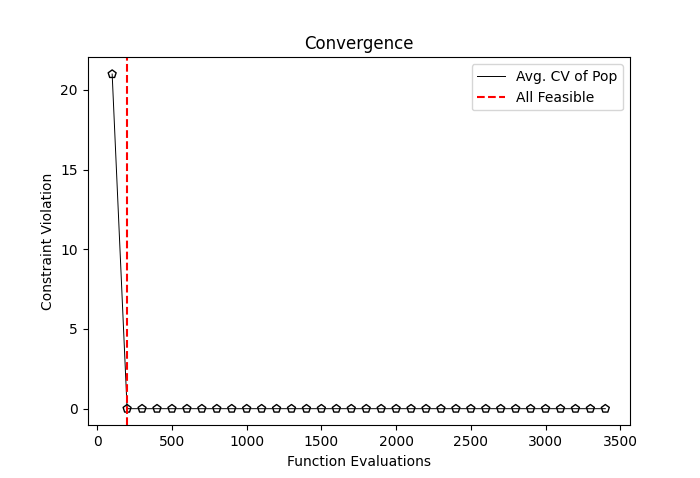 Convergence
Avg. CV of Pop
All Feasible
Constraint Violation
20
15
10
5
0
0 500 1000 1500 2000 2500 3000 3500
Function Evaluations